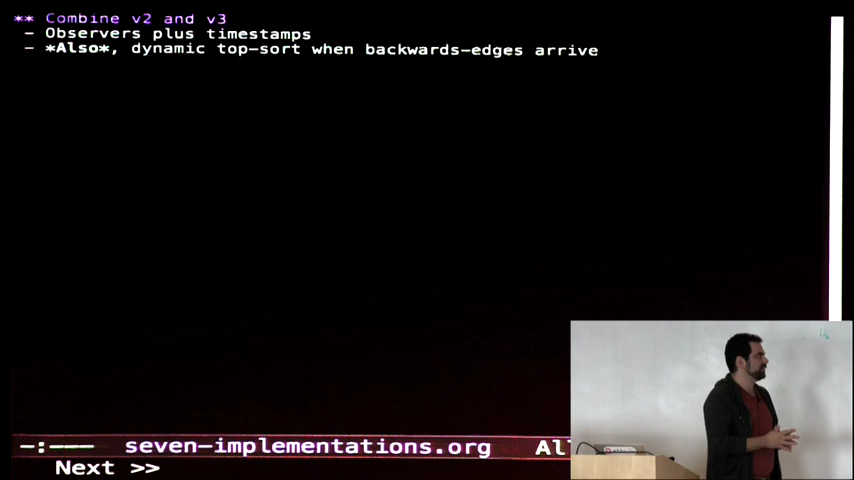 ** Combine v2 and v3
- Observers plus timestamps
- *Also*, dynamic top-sort when backwards-edges arrive
-:--- seven-implementations.org Al
Next >>